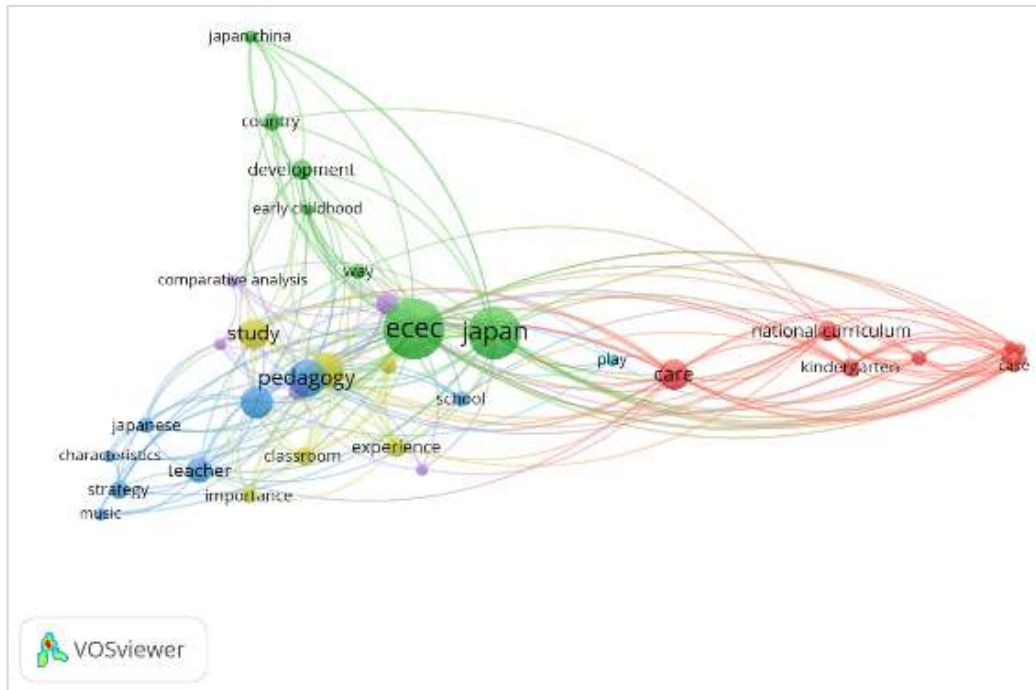 japan china
country
development
early childhood
way
comparative analysis
ecec
japan
study
national curriculum
play
care
kindergarten
case
pedagogy
school
japanese
characteristics
teacher
classroom
experience
strategy
importance
music
VOSviewer